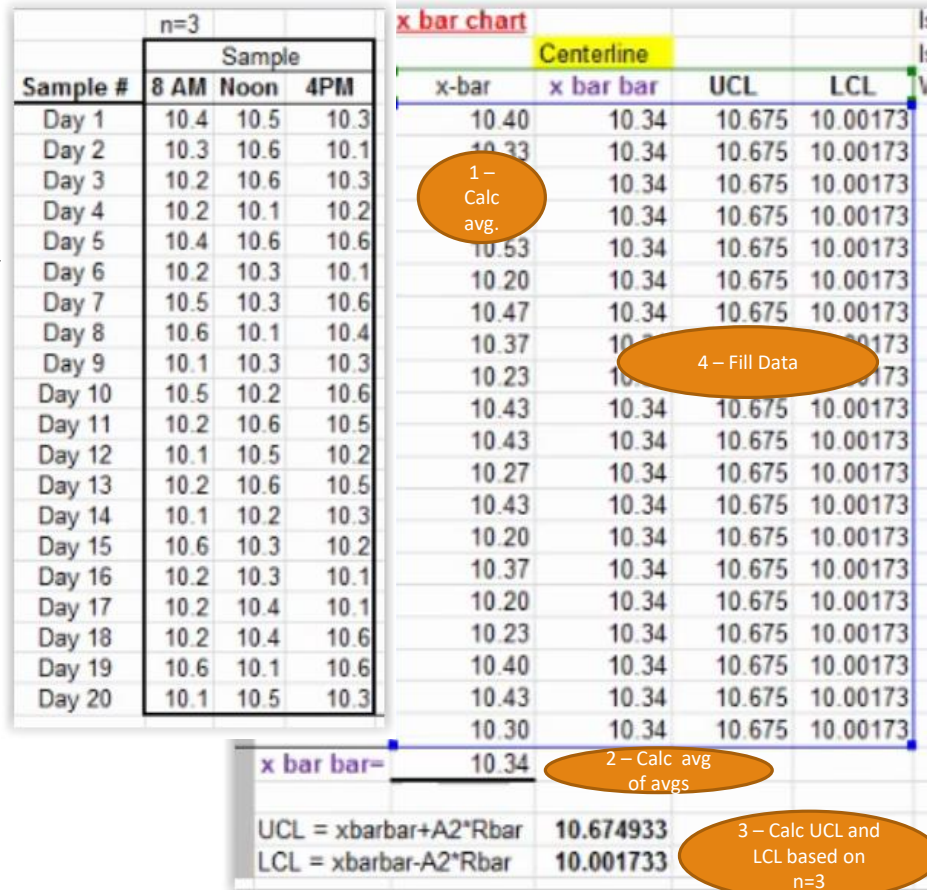 n=3
Sample
Sample # 8 AM Noon 4PM
Day 1 10.4 10.5 10.3
Day 2 10.3 10.6 10.1
Day 3 10.2 10.6 10.3
Day 4 10.2 10.1 10.2
Day 5 10.4 10.6 10.6
Day 6 10.2 10.3 10.1
Day 7 10.5 10.3 10.6
Day 8 10.6 10.1 10.4
Day 9 10.1 10.3 10.3
Day 10 10.5 10.2 10.6
Day 11 10.2 10.6 10.5
Day 12 10.1 10.5 10.2
Day 13 10.2 10.6 10.5
Day 14 10.1 10.2 10.3
Day 15 10.6 10.3 10.2
Day 16 10.2 10.3 10.1
Day 17 10.2 10.4 10.1
Day 18 10.2 10.4 10.6
Day 19 10.6 10.1 10.6
Day 20 10.1 10.5 10.3
x bar chart
Centerline
x-bar x bar bar UCL LCL
10.40 10.34 10.675 10.00173
10.33 10.34 10.675 10.00173
10.34 10.675 10.00173
10.34 10.675 10.00173
10.53 10.34 10.675 10.00173
10.20 10.34 10.675 10.00173
10.47 10.34 10.675 10.00173
10.37
10.23
10.43 10.34 10.675 10.00173
10.43 10.34 10.675 10.00173
10.27 10.34 10.675 10.00173
10.43 10.34 10.675 10.00173
10.20 10.34 10.675 10.00173
10.37 10.34 10.675 10.00173
10.20 10.34 10.675 10.00173
10.23 10.34 10.675 10.00173
10.40 10.34 10.675 10.00173
10.43 10.34 10.675 10.00173
10.30 10.34 10.675 10.00173
1 –
Calc
avg.
4 – Fill Data
x bar bar= 10.34
2 – Calc avg
of avgs
UCL = xbarbar+A2*Rbar 10.674933
LCL = xbarbar-A2*Rbar 10.001733
3 – Calc UCL and
LCL based on
n=3